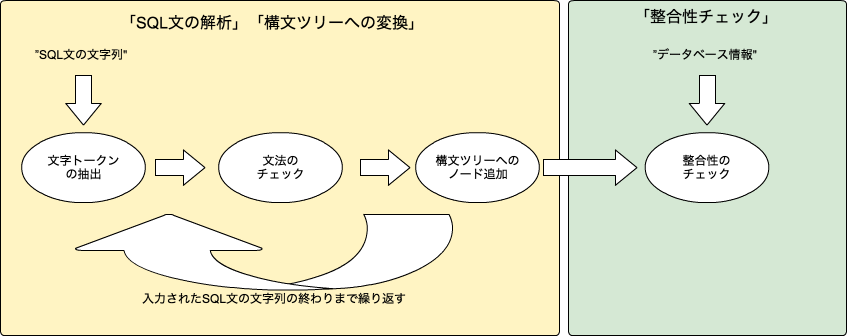 「SQL文の解析」「構文ツリーへの変換」
"SQL文の文字列"
文字トークン
の抽出
文法の
チェック
構文ツリーへの
ノード追加
入力されたSQL文の文字列の終わりまで繰り返す
「整合性チェック」
"データベース情報"
整合性の
チェック